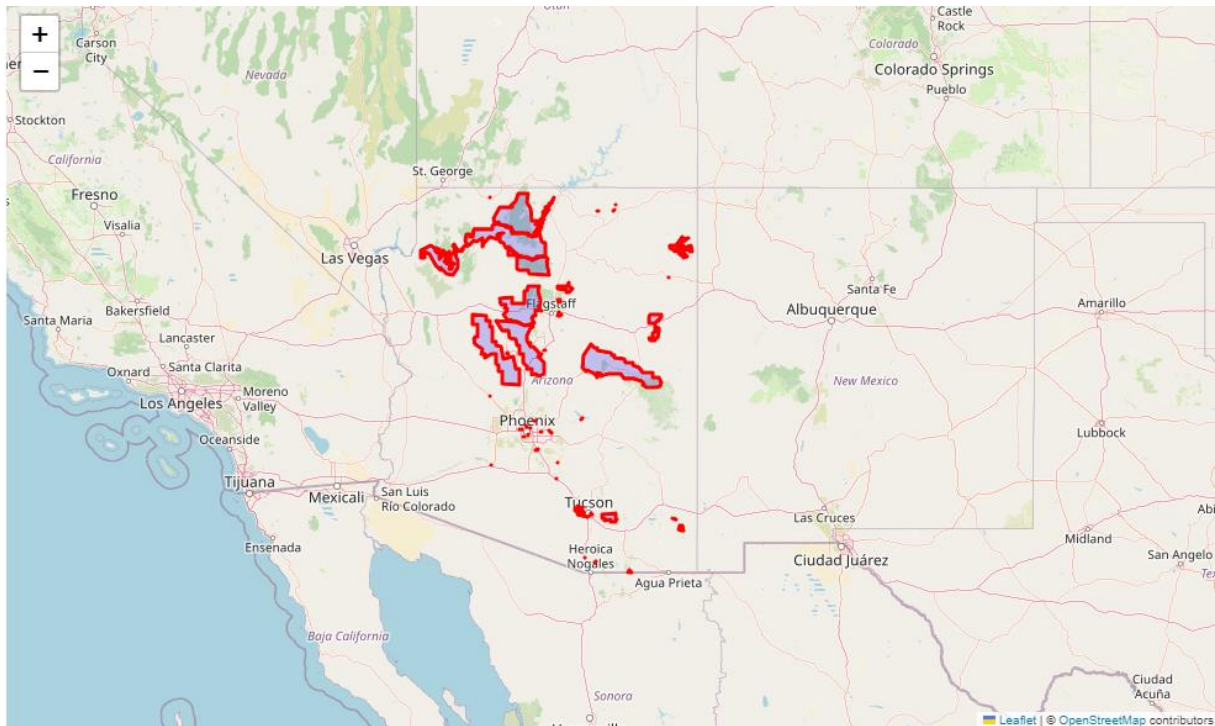 +
−
Utah
Carson
City
Nevada
Colorado
Castle
Rock
Colorado Springs
Pueblo
Stockton
California
St. George
Fresno
Visalia
Las Vegas
Santa Fe
Bakersfield
Flagstaff
Albuquerque
Amarillo
Santa Maria
Lancaster
Santa Clarita
Oxnard
Moreno
Valley
Los Angeles
Arizona
New Mexico
Phoenix
Oceanside
Lubbock
Tijuana
Mexicali
San Luis
Río Colorado
Tucson
Las Cruces
Ensenada
Heroica
Nogales
Ciudad Juárez
Midland
San Angelo
Agua Prieta
Baja California
Sonora
Ciudad
Acuña
Leaflet | © OpenStreetMap contributors